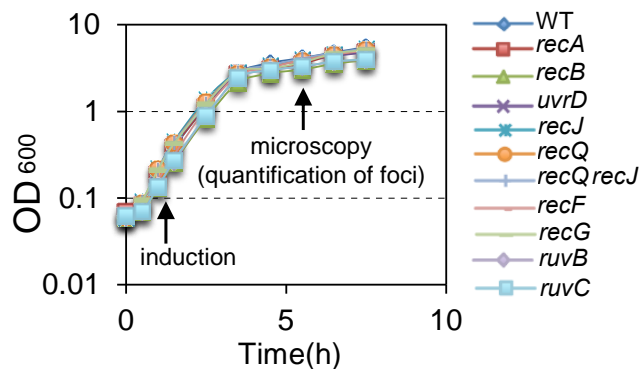 10
1
0.1
0.01
OD 600
0
5
10
Time(h)
induction
microscopy
(quantification of foci)
WT
recA
recB
uvrD
recJ
recQ
recQ recJ
recF
recG
ruvB
ruvC